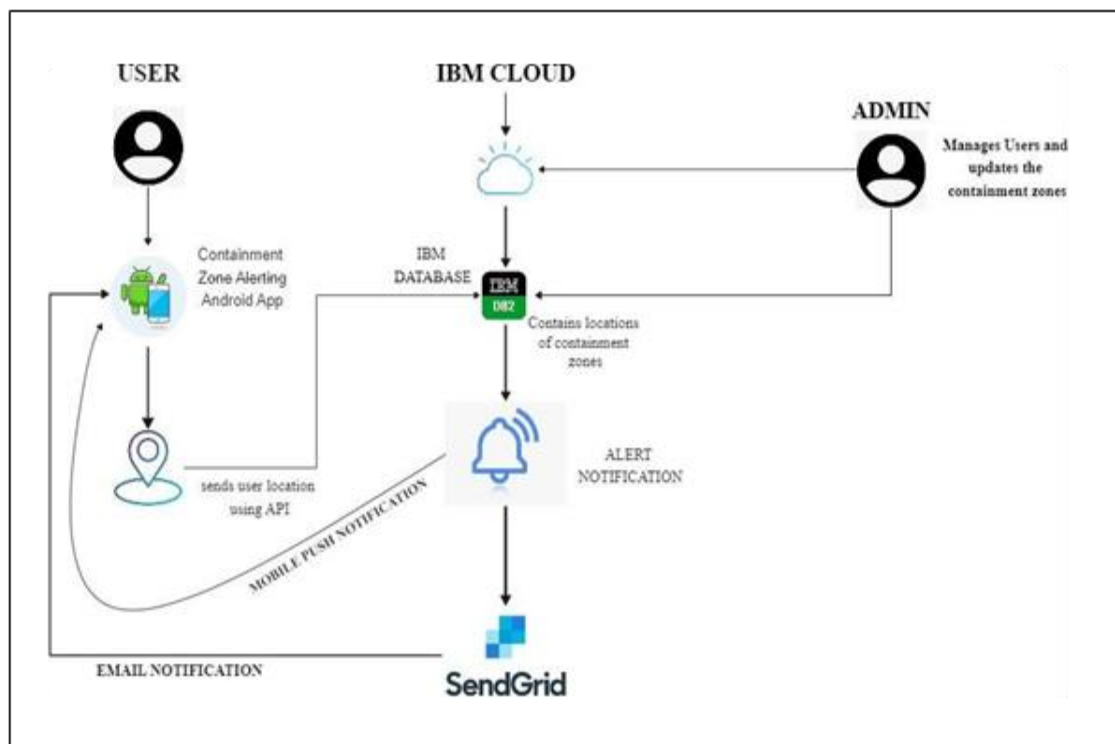 USER
IBM CLOUD
ADMIN
Manages Users and
updates the
containment zones
Containment
Zone Alerting
Android App
IBM
DATABASE
IBM
DB2
Contains locations
of containment
zones
sends user location
using API
ALERT
NOTIFICATION
MOBILE PUSH NOTIFICATION
EMAIL NOTIFICATION
SendGrid